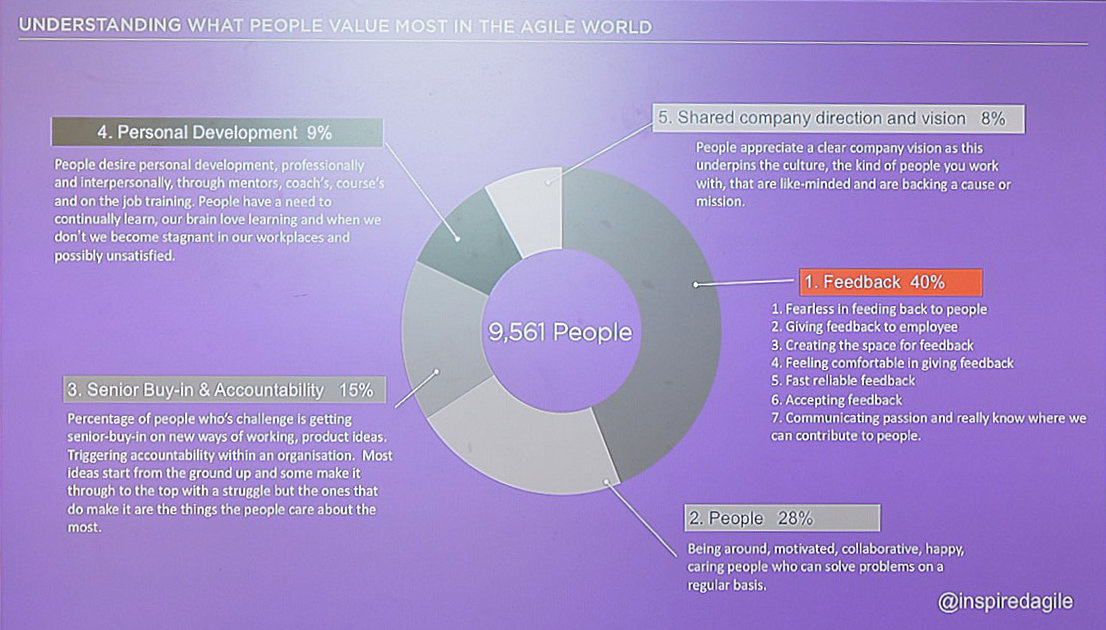 UNDERSTANDING WHAT PEOPLE VALUE MOST IN THE AGILE WORLD
4. Personal Development 9%
People desire personal development, professionally
and interpersonally, through mentors, coach's, course's
and on the job training. People have a need to
continually learn, our brain love learning and when we
don't we become stagnant in our workplaces and
possibly unsatisfied.
5. Shared company direction and vision 8%
People appreciate a clear company vision as this
underpins the culture, the kind of people you work
with, that are like-minded and are backing a cause or
mission.
1. Feedback 40%
1. Fearless in feeding back to people
2. Giving feedback to employee
3. Creating the space for feedback
4. Feeling comfortable in giving feedback
5. Fast reliable feedback
6. Accepting feedback
7. Communicating passion and really know where we
can contribute to people.
9,561 People
3. Senior Buy-in & Accountability 15%
Percentage of people who's challenge is getting
senior-buy-in on new ways of working, product ideas.
Triggering accountability within an organisation. Most
ideas start from the ground up and some make it
through to the top with a struggle but the ones that
do make it are the things the people care about the
most.
2. People 28%
Being around, motivated, collaborative, happy,
caring people who can solve problems on a
regular basis.
@inspiredagile